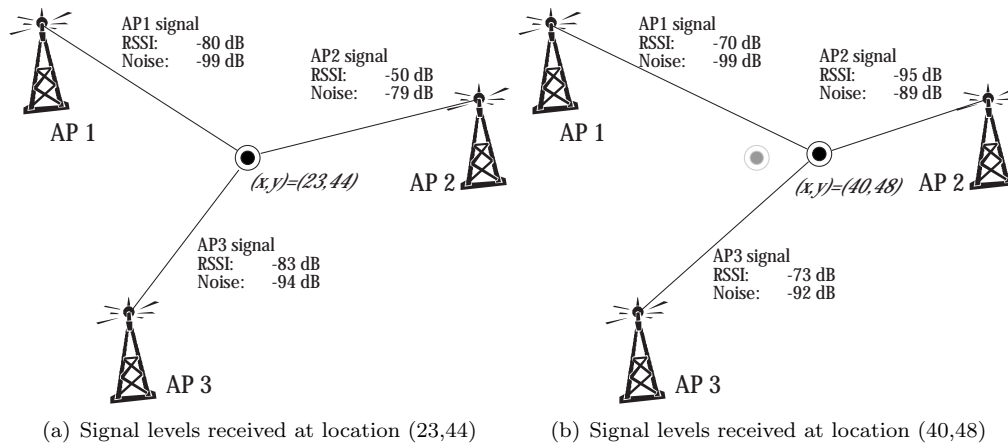 AP1 signal
RSSI: -80 dB
Noise: -99 dB
AP2 signal
RSSI: -50 dB
Noise: -79 dB
AP 1
AP 2
(x,y)=(23,44)
AP3 signal
RSSI: -83 dB
Noise: -94 dB
AP 3
(a) Signal levels received at location (23,44)
AP1 signal
RSSI: -70 dB
Noise: -99 dB
AP2 signal
RSSI: -95 dB
Noise: -89 dB
AP 1
AP 2
(x,y)=(40,48)
AP3 signal
RSSI: -73 dB
Noise: -92 dB
AP 3
(b) Signal levels received at location (40,48)